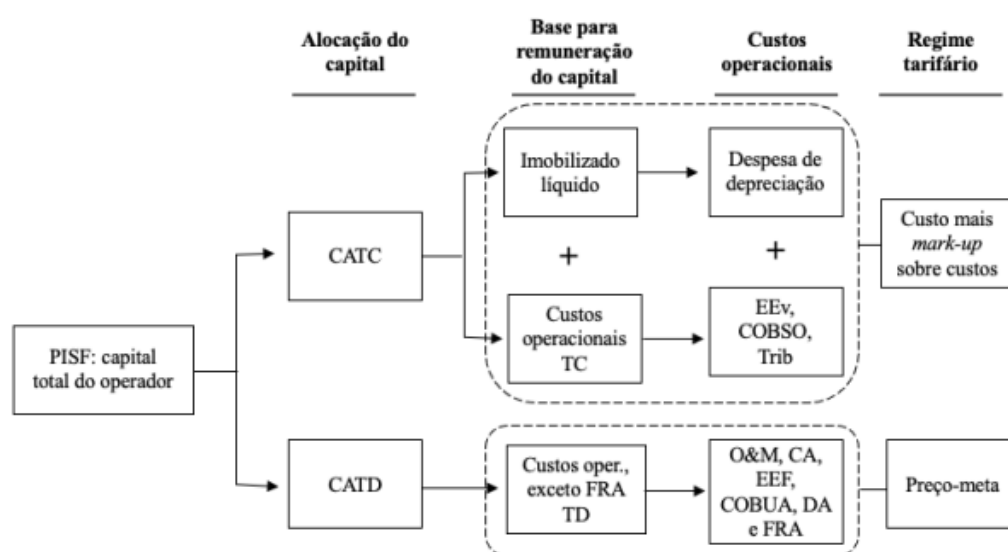 Alocação do
capital
Base para
remuneração
do capital
Custos
operacionais
Regime
tarifário
Imobilizado
líquido
Despesa de
depreciação
CATC
+
+
Custo mais
mark-up
sobre custos
Custos
operacionais
TC
EEv,
COBSO,
Trib
PISF: capital
total do operador
CATD
Custos oper.,
exceto FRA
TD
O&M, CA,
EEF,
COBUA, DA
e FRA
Preço-meta